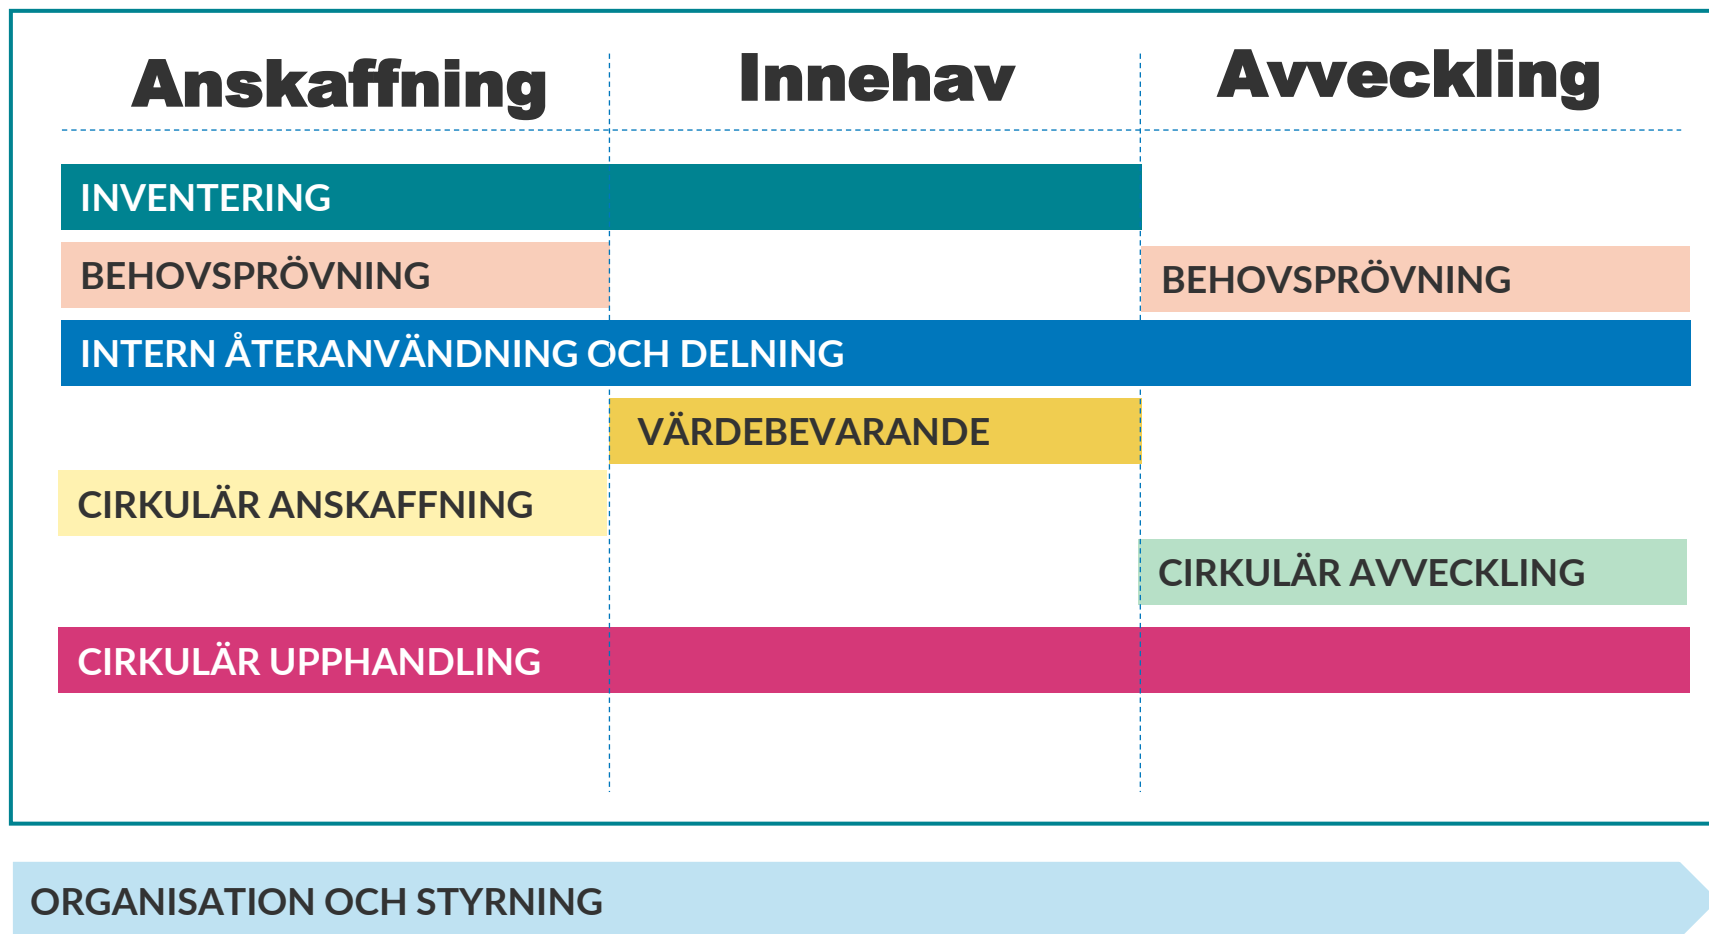 Anskaffning
Innehav
Avveckling
INVENTERING
BEHOVSPRÖVNING
BEHOVSPRÖVNING
INTERN ÅTERANVÄNDNING OCH DELNING
VÄRDEBEVARANDE
CIRKULÄR ANSKAFFNING
CIRKULÄR AVVECKLING
CIRKULÄR UPPHANDLING
ORGANISATION OCH STYRNING